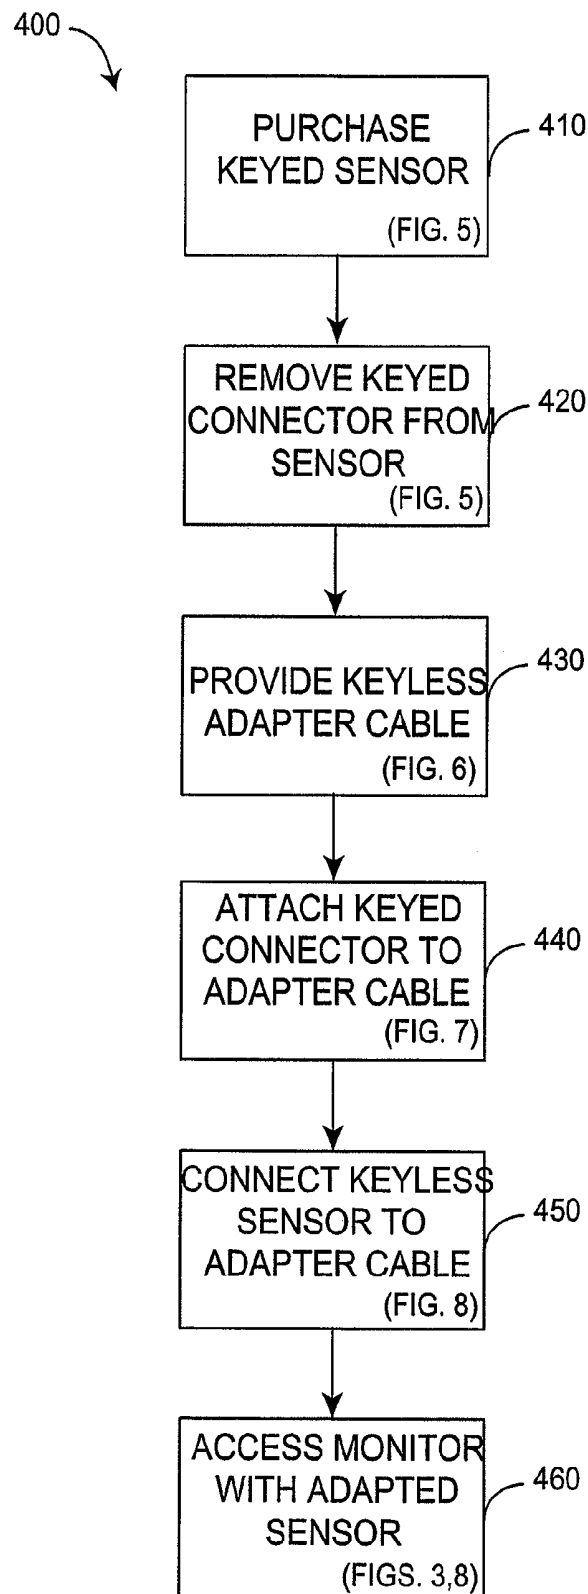 400
PURCHASE
KEYED SENSOR
(FIG. 5)
410
REMOVE KEYED
CONNECTOR FROM
SENSOR
(FIG. 5)
420
PROVIDE KEYLESS
ADAPTER CABLE
(FIG. 6)
430
ATTACH KEYED
CONNECTOR TO
ADAPTER CABLE
(FIG. 7)
440
CONNECT KEYLESS
SENSOR TO
ADAPTER CABLE
(FIG. 8)
450
ACCESS MONITOR
WITH ADAPTED
SENSOR
(FIGS. 3,8)
460